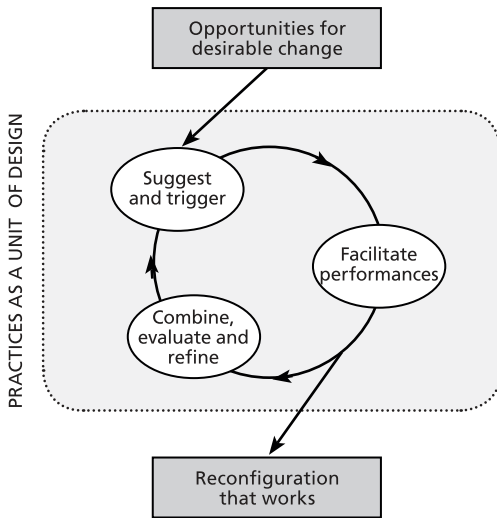 Opportunities for
desirable change
PRACTICES AS A UNIT OF DESIGN
Suggest
and trigger
Facilitate
performances
Combine,
evaluate and
refine
Reconfiguration
that works